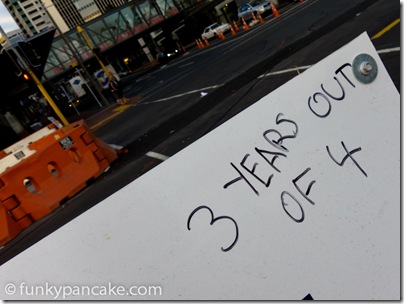 3 YEARS OUT
OF 4
© funkypancake.com